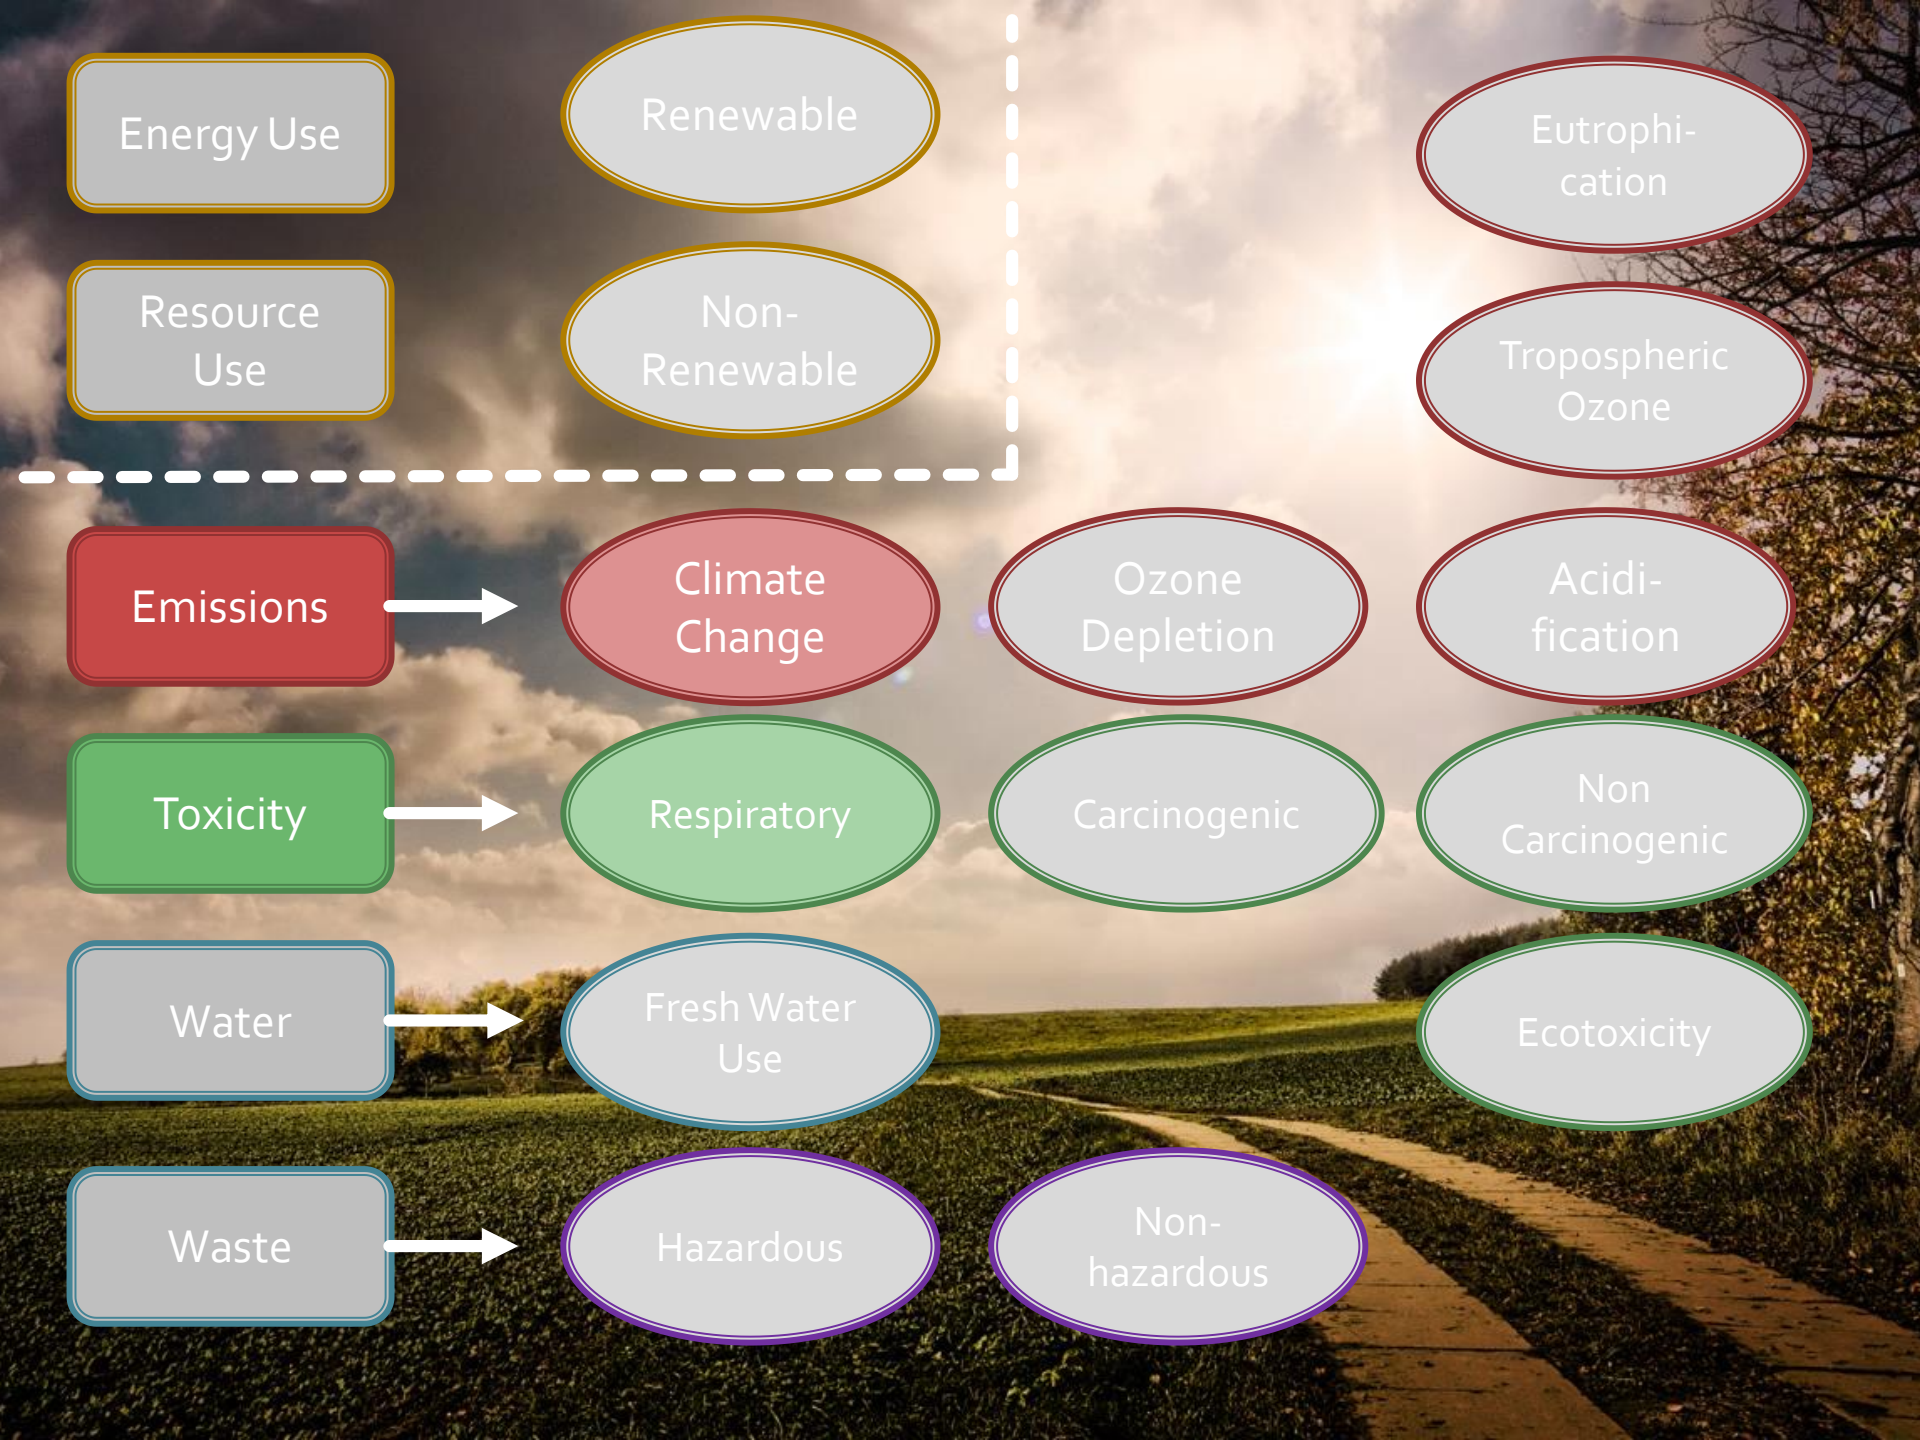 Energy Use
Renewable
Eutrophi-
cation
Resource
Use
Non-
Renewable
Tropospheric
Ozone
Emissions
Climate
Change
Ozone
Depletion
Acidi-
fication
Toxicity
Respiratory
Carcinogenic
Non
Carcinogenic
Water
Fresh Water
Use
Ecotoxicity
Waste
Hazardous
Non-
hazardous